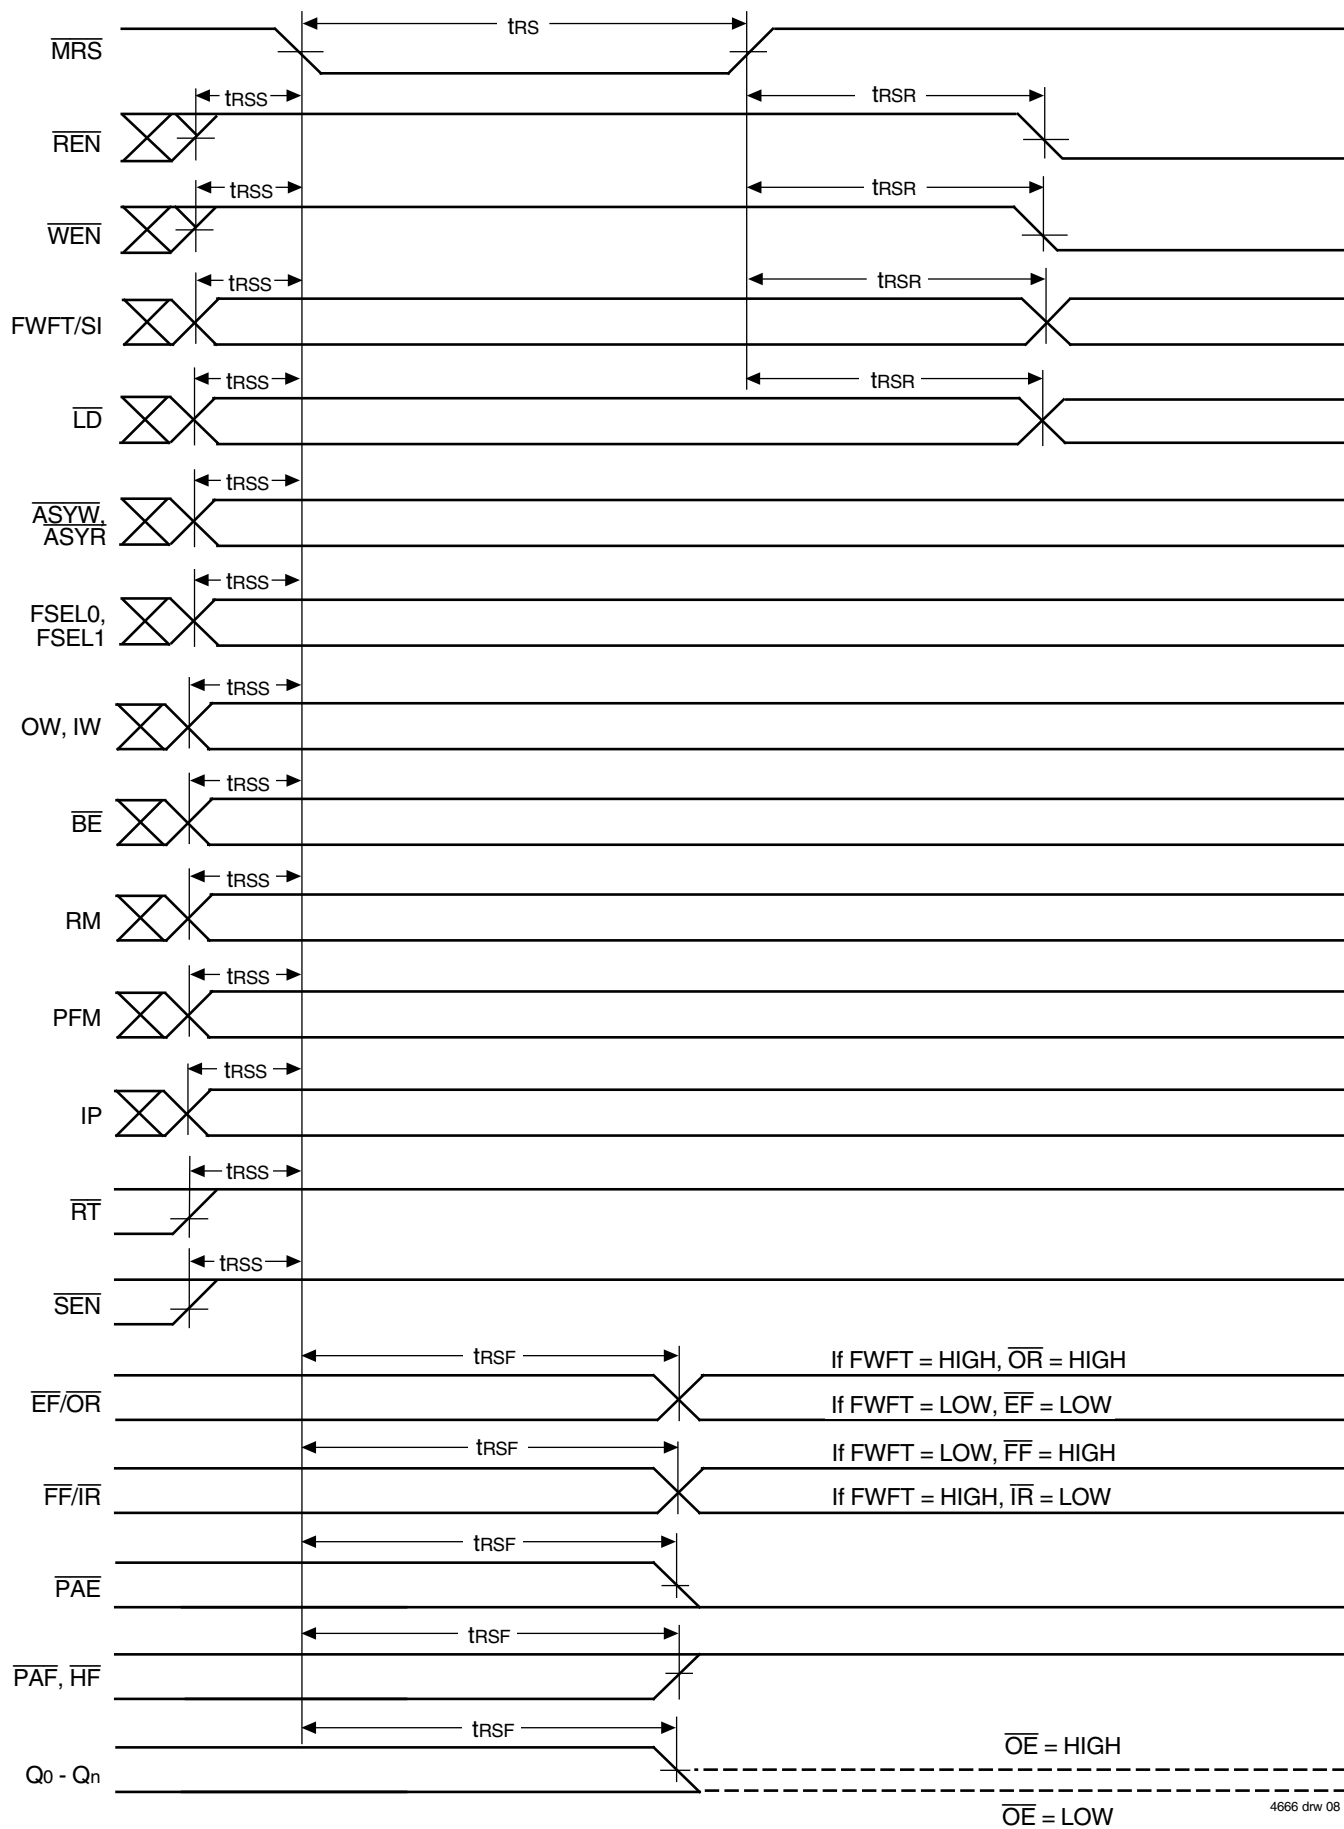 tRS
MRS
tRSS
tRSR
REN
tRSS
tRSR
WEN
tRSS
tRSR
FWFT/SI
tRSS
tRSR
LD
tRSS
ASYW,
ASYR
tRSS
FSEL0,
FSEL1
tRSS
OW, IW
tRSS
BE
tRSS
RM
tRSS
PFM
tRSS
IP
tRSS
RT
tRSS
SEN
tRSF
If FWFT = HIGH, OR = HIGH
EF/OR
If FWFT = LOW, EF = LOW
tRSF
If FWFT = LOW, FF = HIGH
FF/IR
If FWFT = HIGH, IR = LOW
tRSF
PAE
tRSF
PAF, HF
tRSF
OE = HIGH
Q0 - Qn
OE = LOW
4666 drw 08